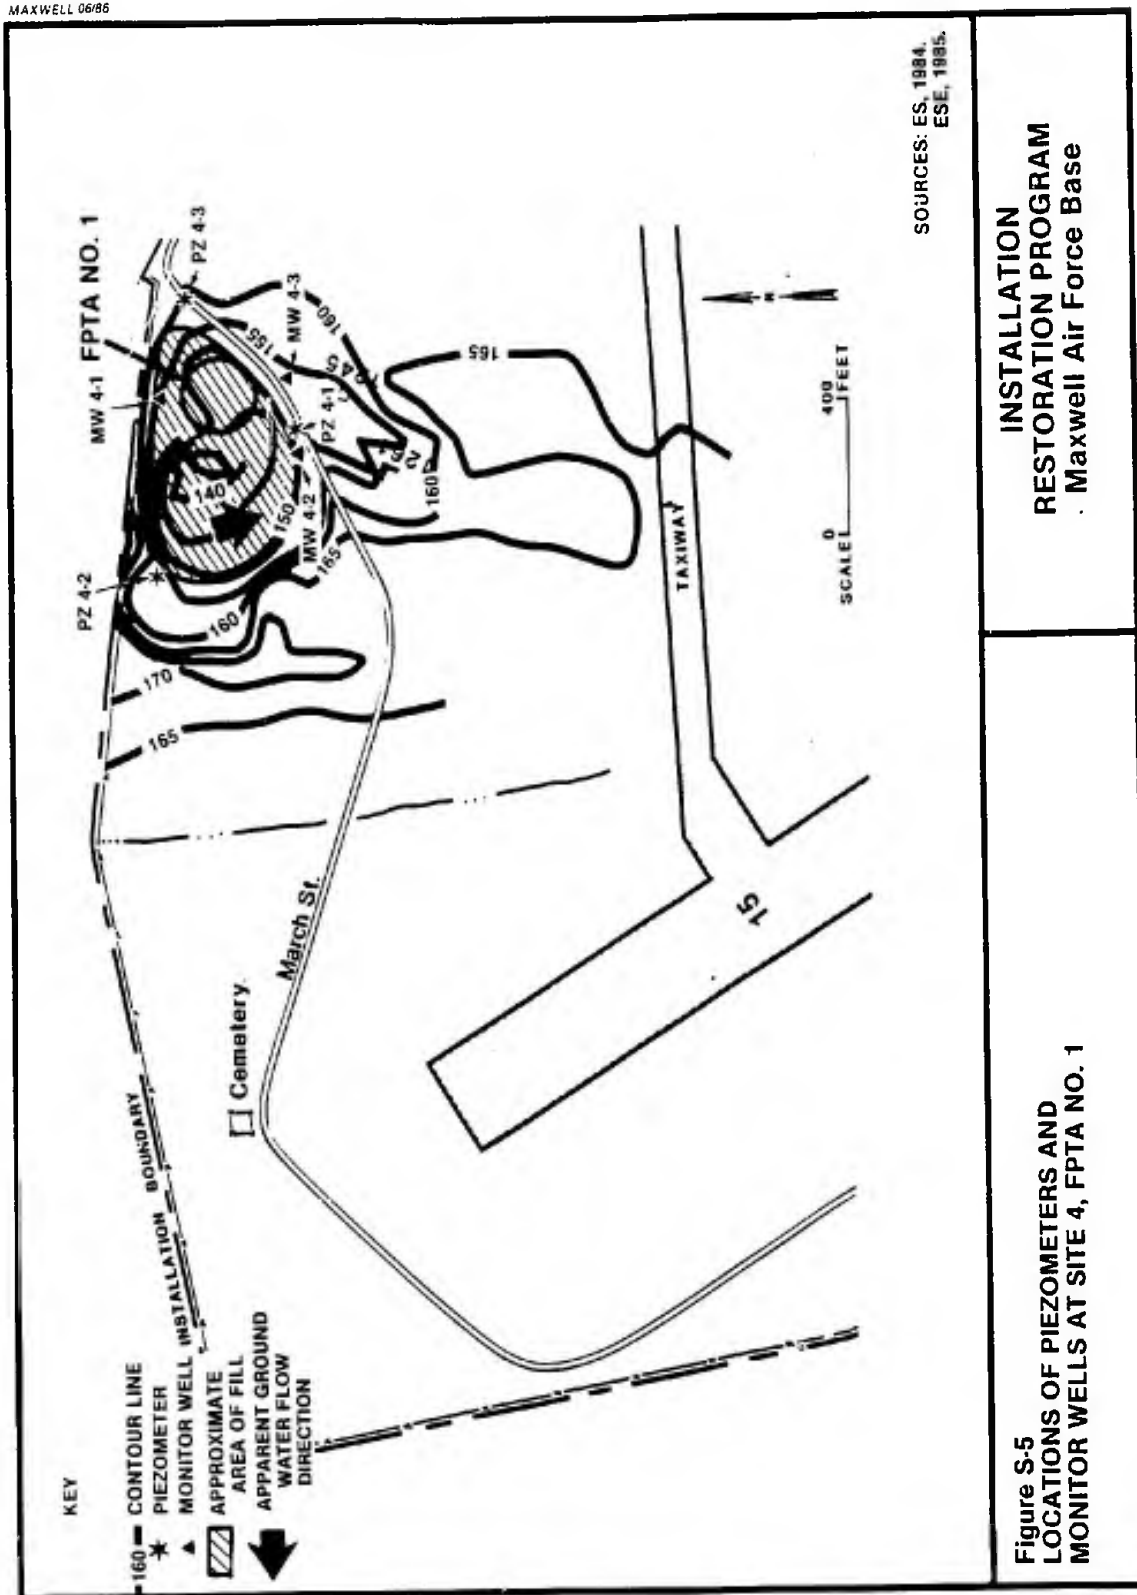 MAXWELL 06/86
KEY
160 CONTOUR LINE
PIEZOMETER
MONITOR WELL
APPROXIMATE
AREA OF FILL
APPARENT GROUND
WATER FLOW
DIRECTION
INSTALLATION BOUNDARY
Cemetery
March St.
165
170
160
PZ 4-2
MW 4-1
FPTA NO. 1
PZ 4-3
MW 4-3
PZ 4-1
MW 4-2
140
150
155
160
165
160
165
TAXIWAY
15
SCALE
0
400
FEET
SOURCES: ES, 1984.
ESE, 1985.
Figure S-5
LOCATIONS OF PIEZOMETERS AND
MONITOR WELLS AT SITE 4, FPTA NO. 1
INSTALLATION
RESTORATION PROGRAM
Maxwell Air Force Base